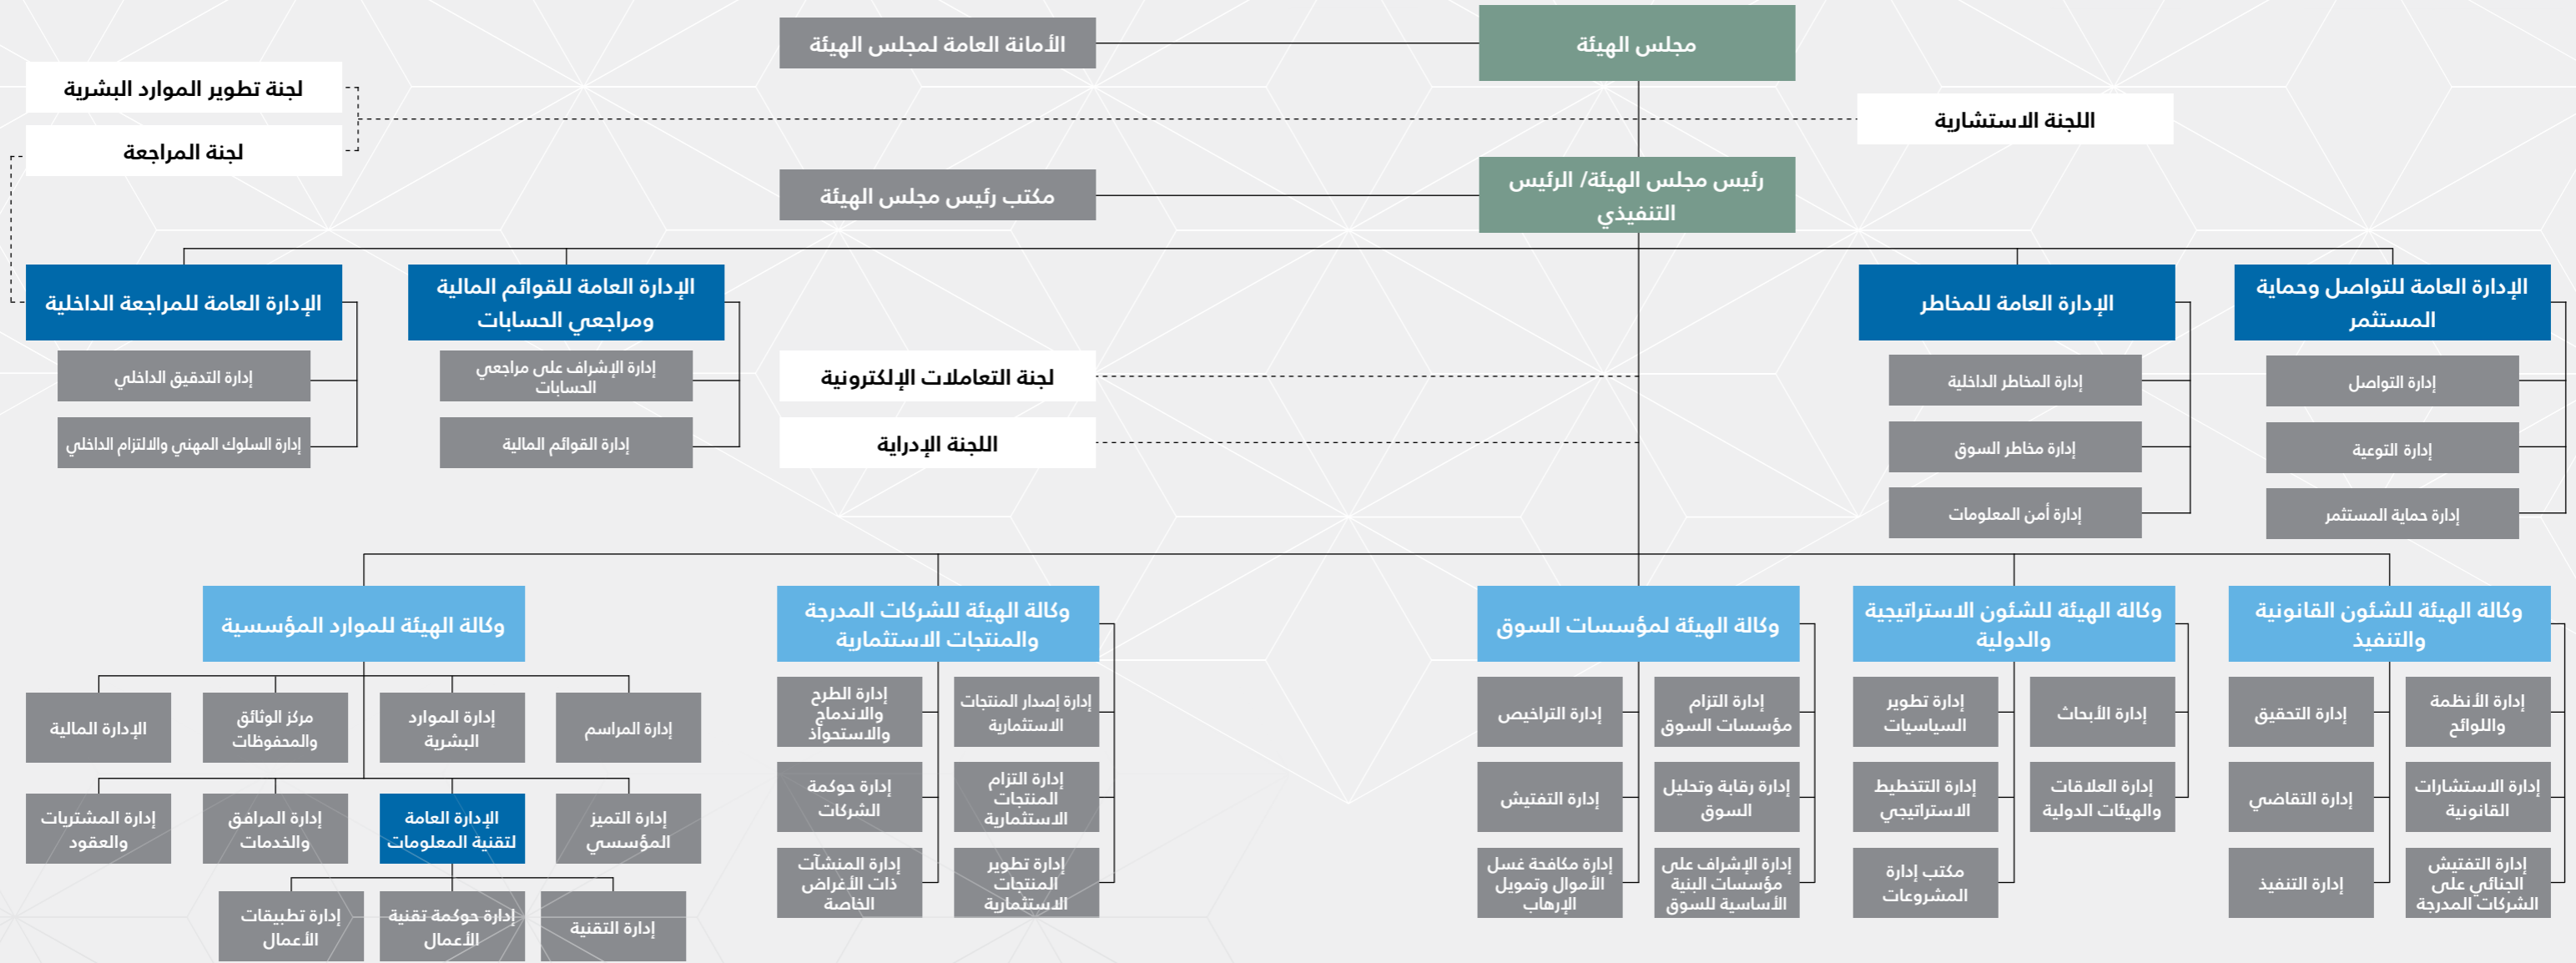 مجلس الهيئة
الأمانة العامة لمجلس الهيئة
لجنة تطوير الموارد البشرية
اللجنة الاستشارية
لجنة المراجعة
رئيس مجلس الهيئة/ الرئيس
التنفيذي
مكتب رئيس مجلس الهيئة
الإدارة العامة للتواصل وحماية
المستثمر
إدارة التواصل
إدارة التوعية
إدارة حماية المستثمر
الإدارة العامة للمخاطر
إدارة المخاطر الداخلية
إدارة مخاطر السوق
إدارة أمن المعلومات
لجنة التعاملات الإلكترونية
اللجنة الإدراية
الإدارة العامة للقوائم المالية
ومراجعي الحسابات
إدارة الإشراف على مراجعي
الحسابات
إدارة القوائم المالية
الإدارة العامة للمراجعة الداخلية
إدارة التدقيق الداخلي
إدارة السلوك المهني والالتزام الداخلي
وكالة الهيئة للشئون القانونية
والتنفيذ
إدارة الأنظمة
واللوائح
إدارة التحقيق
إدارة الاستشارات
القانونية
إدارة التقاضي
إدارة التفتيش
الجنائي على
الشركات المدرجة
إدارة التنفيذ
وكالة الهيئة للشئون الاستراتيجية
والدولية
إدارة الأبحاث
إدارة تطوير
السياسيات
إدارة العلاقات
والهيئات الدولية
إدارة التتخطيط
الاستراتيجي
مكتب إدارة
المشروعات
وكالة الهيئة لمؤسسات السوق
إدارة التزام
مؤسسات السوق
إدارة التراخيص
إدارة رقابة وتحليل
السوق
إدارة التفتيش
إدارة الإشراف على
مؤسسات البنية
الأساسية للسوق
إدارة مكافحة غسل
الأموال وتمويل
الإرهاب
وكالة الهيئة للشركات المدرجة
والمنتجات الاستثمارية
إدارة إصدار المنتجات
الاستثمارية
إدارة الطرح
والاندماج
والاستحواذ
إدارة التزام
المنتجات
الاستثمارية
إدارة حوكمة
الشركات
إدارة تطوير
المنتجات
الاستثمارية
إدارة المنشآت
ذات الأغراض
الخاصة
وكالة الهيئة للموارد المؤسسية
إدارة المراسم
إدارة الموارد
البشرية
مركز الوثائق
والمحفوظات
الإدارة المالية
إدارة التميز
المؤسسي
الإدارة العامة
لتقنية المعلومات
إدارة المرافق
والخدمات
إدارة المشتريات
والعقود
إدارة التقنية
إدارة حوكمة تقنية
الأعمال
إدارة تطبيقات
الأعمال